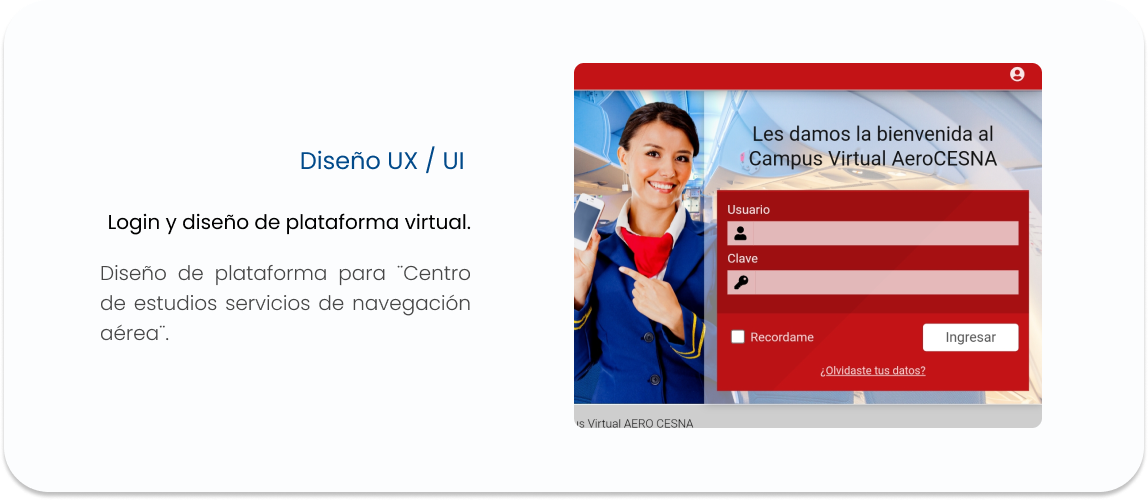 Diseño UX / UI
Login y diseño de plataforma virtual.
Diseño de plataforma para ¨Centro
de estudios servicios de navegación
aérea¨.
Les damos la bienvenida al
Campus Virtual AeroCESNA
Usuario
Clave
Recordame
Ingresar
¿Olvidaste tus datos?
us Virtual AERO CESNA